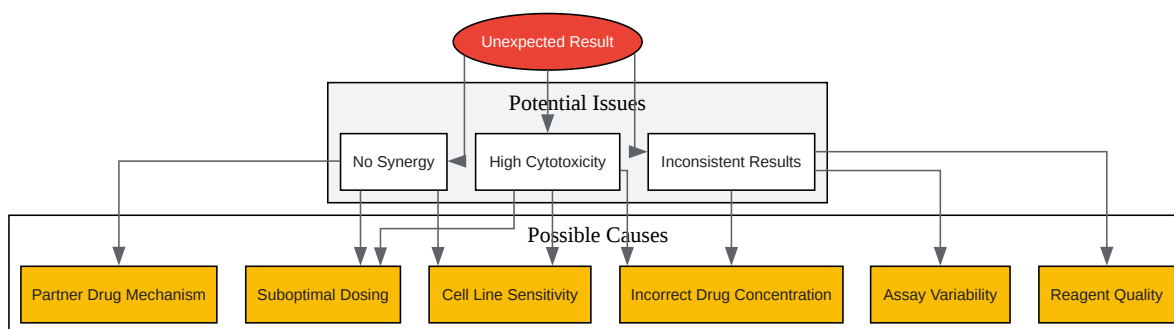 Unexpected Result
Potential Issues
No Synergy
High Cytotoxicity
Inconsistent Results
Possible Causes
Partner Drug Mechanism
Suboptimal Dosing
Cell Line Sensitivity
Incorrect Drug Concentration
Assay Variability
Reagent Quality